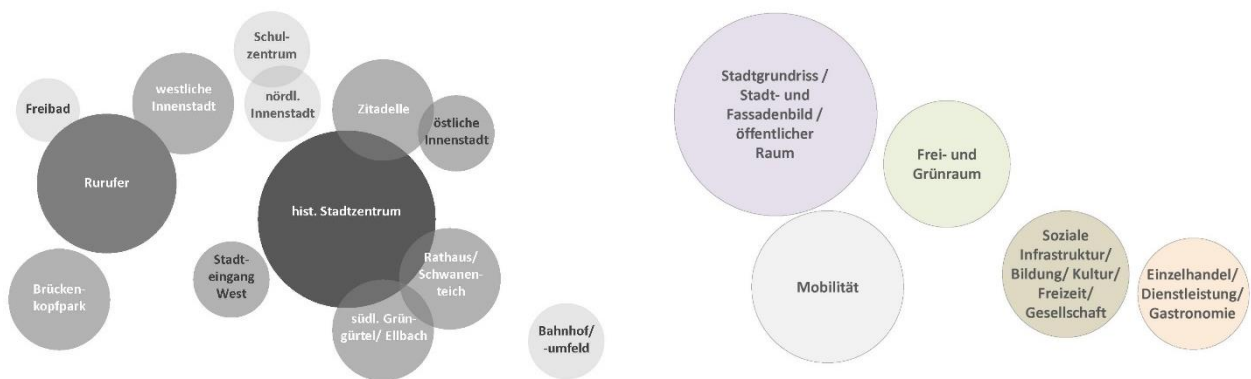 Schul-
zentrum
westliche
Innenstadt
Freibad
nördl.
Innenstadt
Zitadelle
östliche
Innenstadt
Rurufer
hist. Stadtzentrum
Stadt-
eingang
West
Rathaus/
Schwanen-
teich
Brücken-
kopfpark
südl. Grün-
gürtel/ Ellbach
Bahnhof/
-umfeld
Stadtgrundriss /
Stadt- und
Fassadenbild /
öffentlicher
Raum
Frei- und
Grünraum
Mobilität
Soziale
Infrastruktur/
Bildung/ Kultur/
Freizeit/
Gesellschaft
Einzelhandel/
Dienstleistung/
Gastronomie